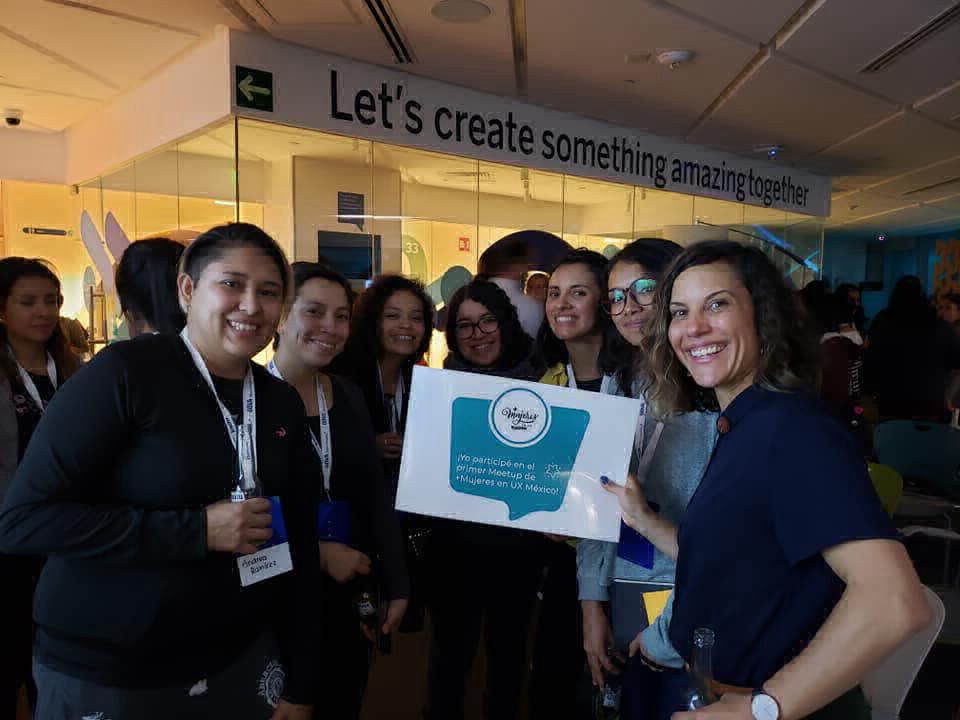 Let's create something amazing together
33
Mujeres
¡Yo participé en el
primer Meetup de
+Mujeres en UX México!
Andrea
Ramírez